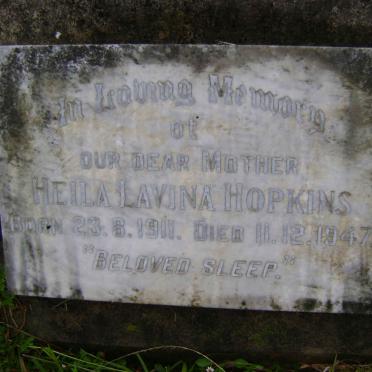 In Loving Memory
of
OUR DEAR MOTHER
HEILA LAVINA HOPKINS
BORN 23.8.1911. DIED 11.12.1947
"BELOVED SLEEP."